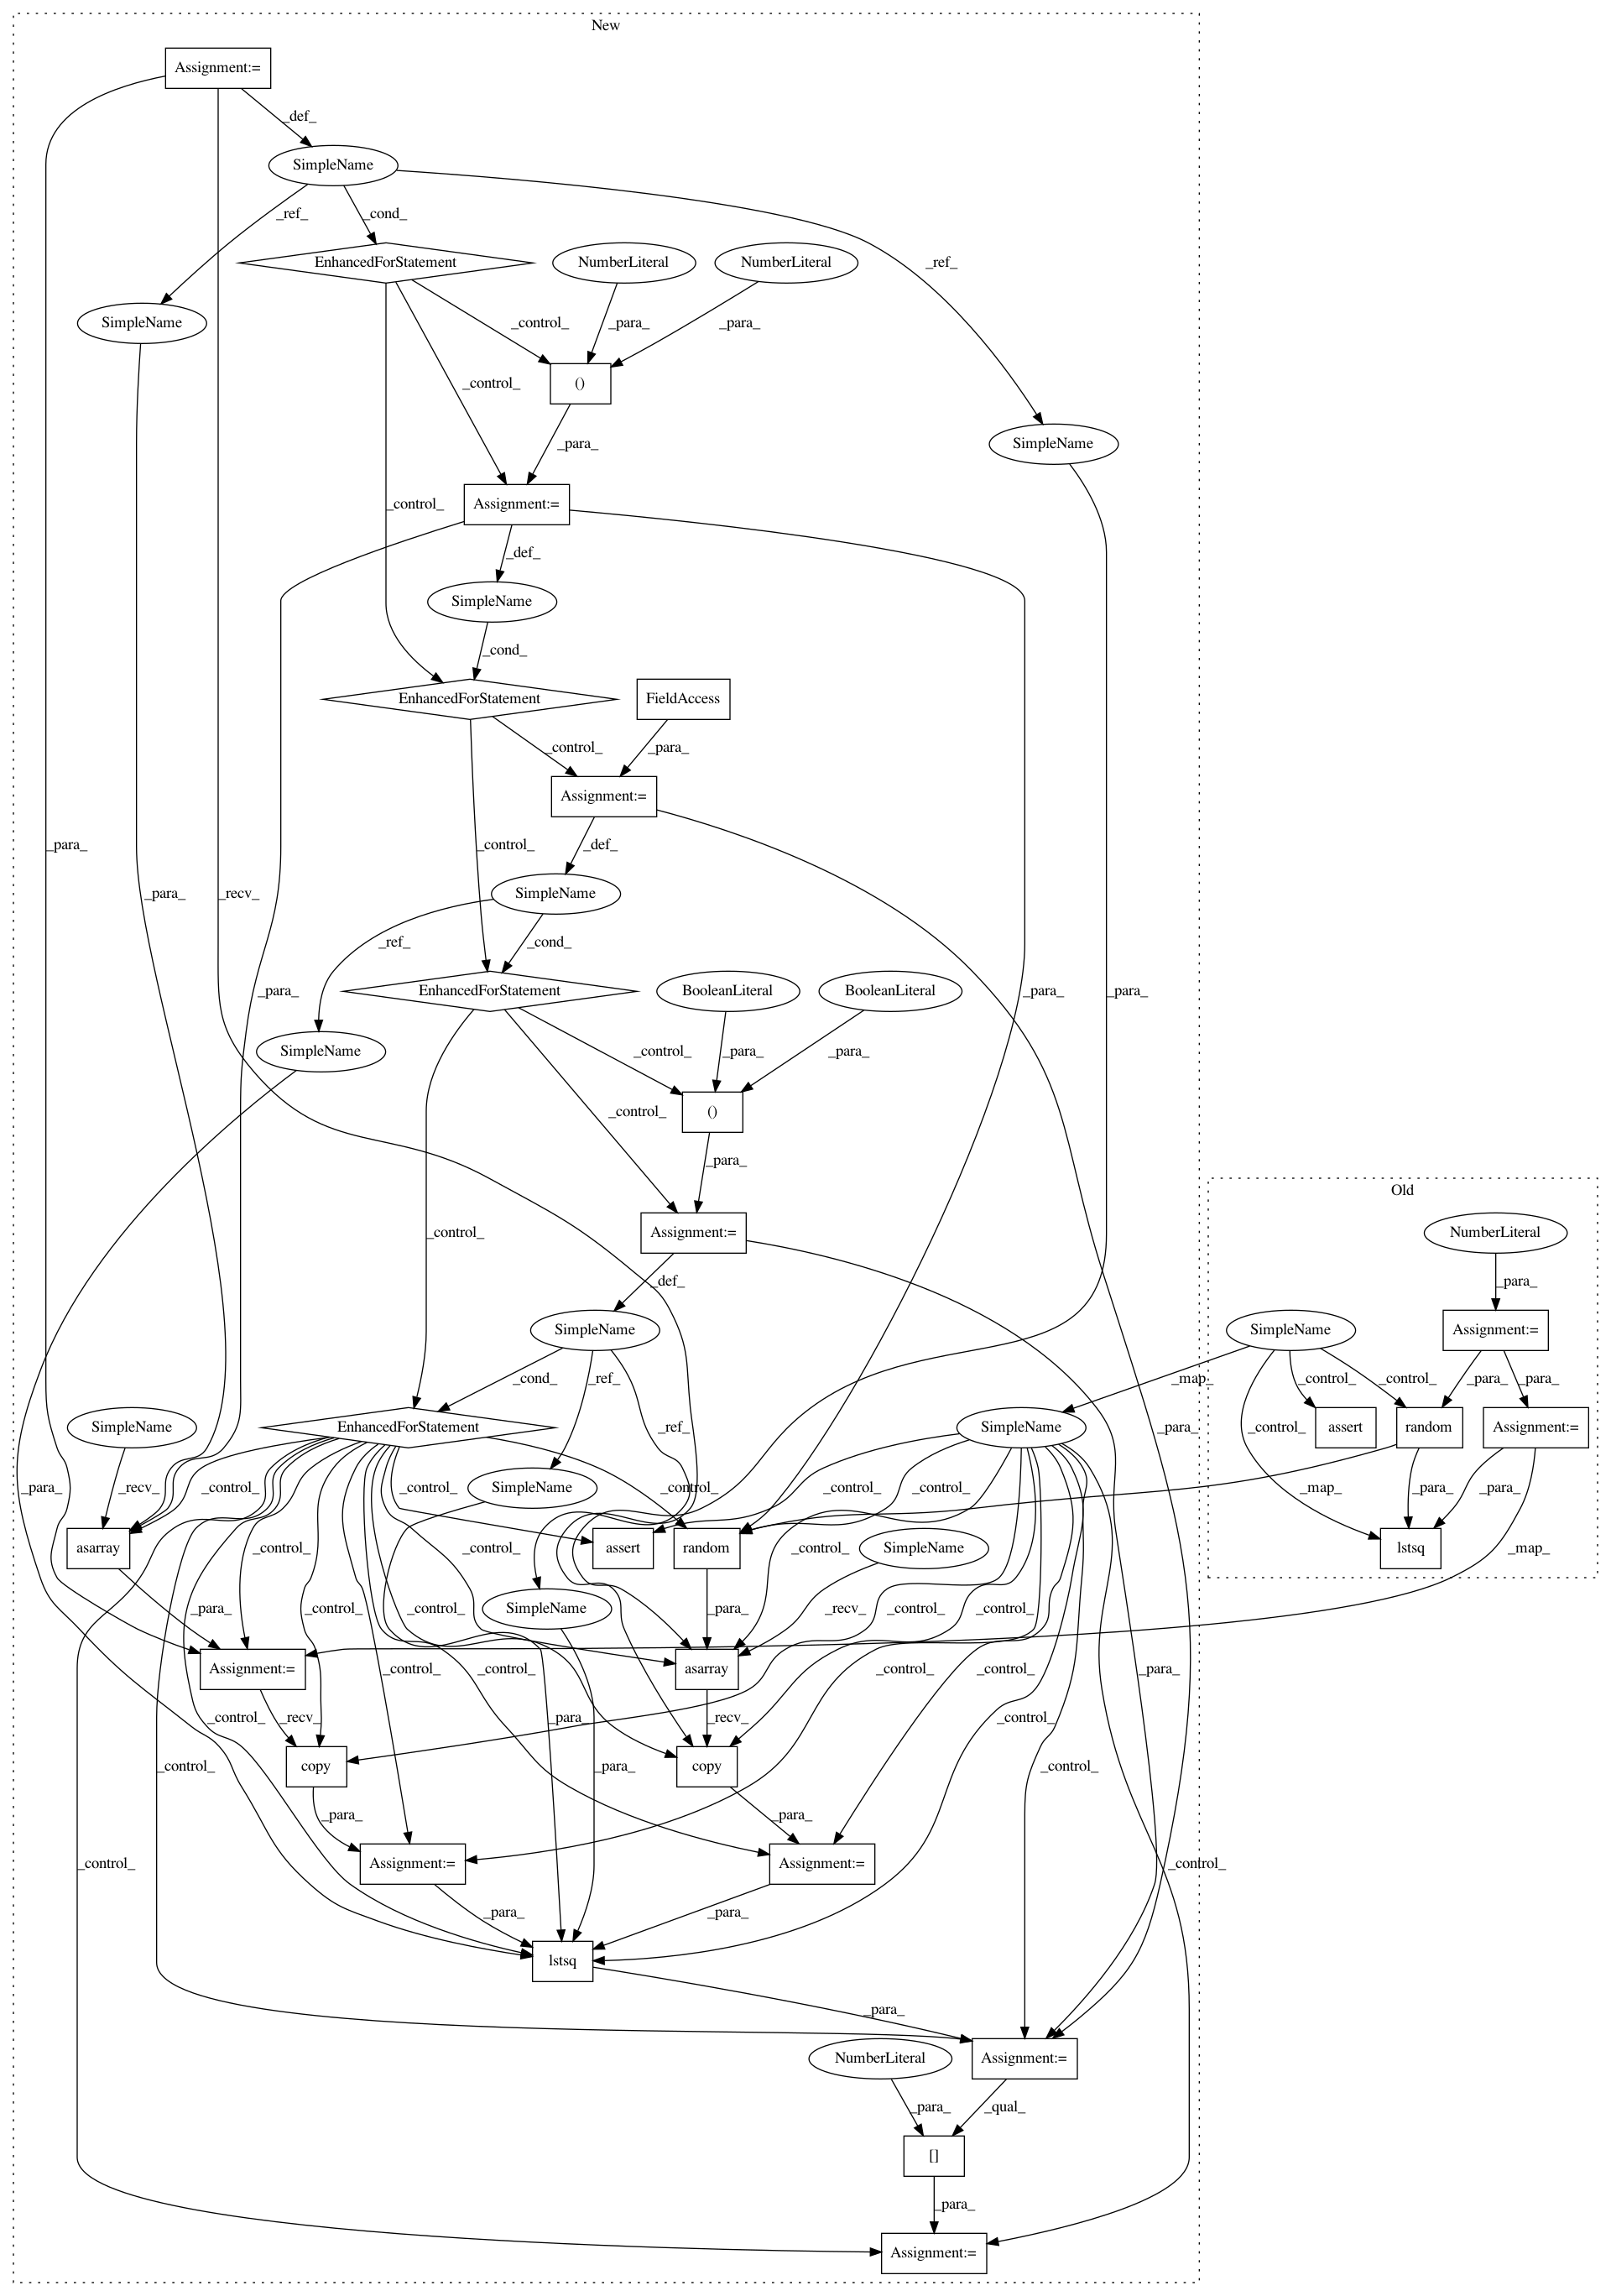 New
Assignment:=
_para_
_recv_
_def_
SimpleName
_ref_
_cond_
_ref_
EnhancedForStatement
NumberLiteral
NumberLiteral
SimpleName
_control_
_para_
_para_
_control_
()
_control_
_para_
SimpleName
Assignment:=
_para_
_def_
_para_
SimpleName
_cond_
EnhancedForStatement
FieldAccess
_control_
_para_
_control_
Assignment:=
_para_
_def_
_para_
SimpleName
_ref_
_cond_
_para_
EnhancedForStatement
BooleanLiteral
BooleanLiteral
SimpleName
_control_
_para_
_para_
_control_
()
_control_
_para_
Old
Assignment:=
NumberLiteral
_para_
_def_
_para_
SimpleName
SimpleName
Assignment:=
_cond_
_ref_
_map_
_control_
_control_
_para_
_para_
_ref_
SimpleName
EnhancedForStatement
SimpleName
assert
random
Assignment:=
_para_
_recv_
_control_
_control_
SimpleName
_control_
_control_
_control_
_map_
_para_
_para_
asarray
assert
random
SimpleName
lstsq
_para_
_control_
_control_
_control_
_control_
SimpleName
_para_
_recv_
_control_
_control_
_map_
Assignment:=
asarray
_recv_
_control_
_control_
_control_
_para_
_recv_
_control_
_control_
_para_
_control_
copy
copy
_control_
_para_
_para_
_para_
_control_
_control_
Assignment:=
Assignment:=
_control_
_para_
_para_
lstsq
_para_
NumberLiteral
Assignment:=
_para_
_qual_
[]
_para_
Assignment:=